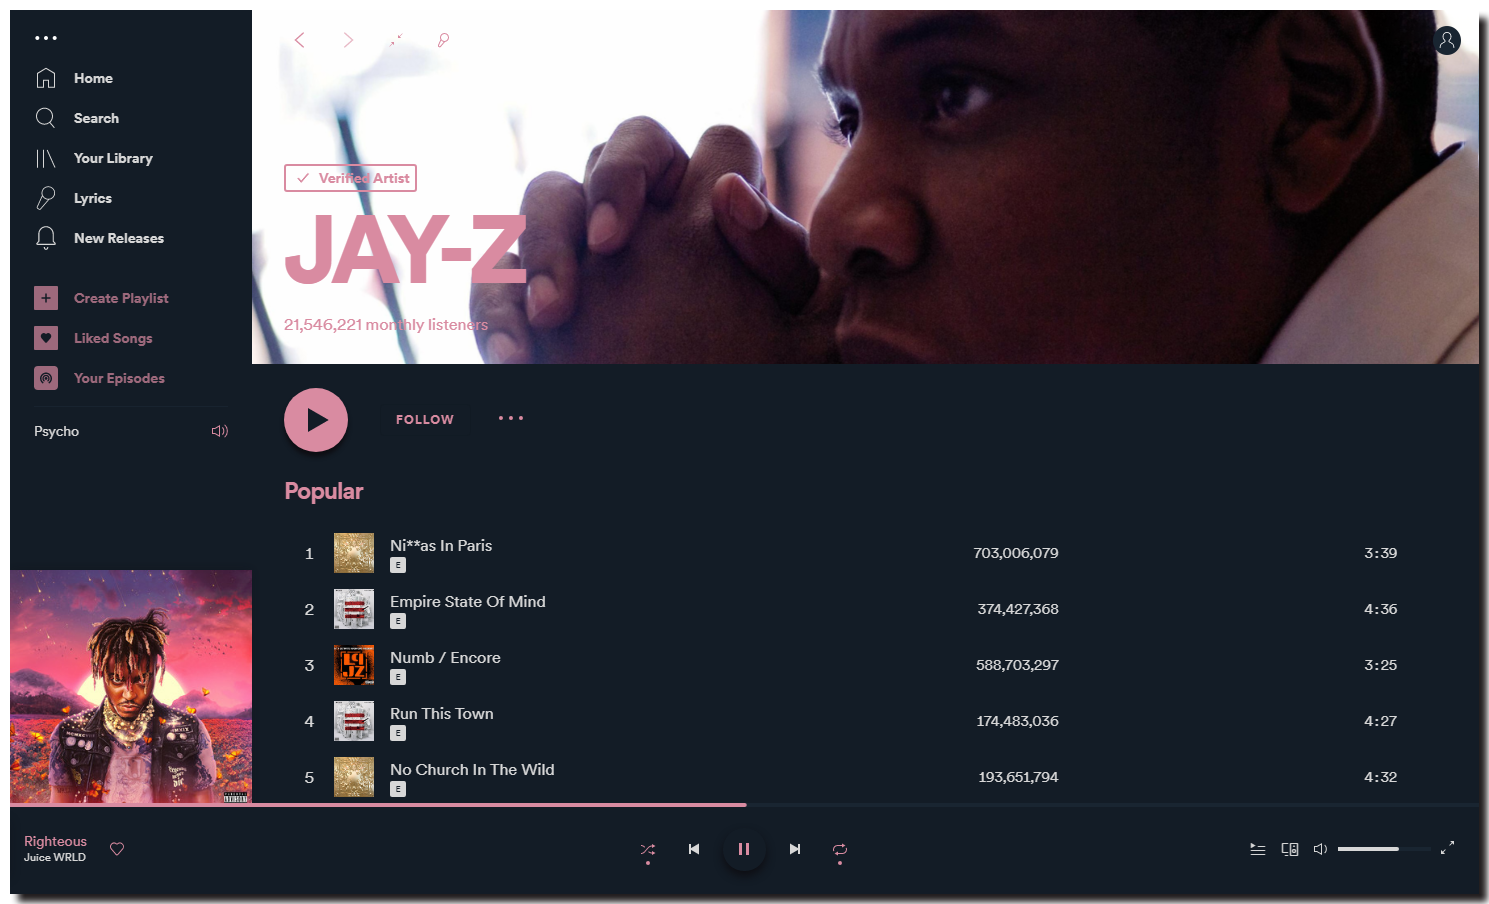 Home
Search
Your Library
Lyrics
New Releases
Create Playlist
Liked Songs
Your Episodes
Psycho
Verified Artist
JAY-Z
21,546,221 monthly listeners
FOLLOW
Popular
1 Ni**as In Paris 703,006,079 3:39
E
2 Empire State Of Mind 374,427,368 4:36
E
3 Numb / Encore 588,703,297 3:25
E
4 Run This Town 174,483,036 4:27
E
5 No Church In The Wild 193,651,794 4:32
E
Righteous
Juice WRLD